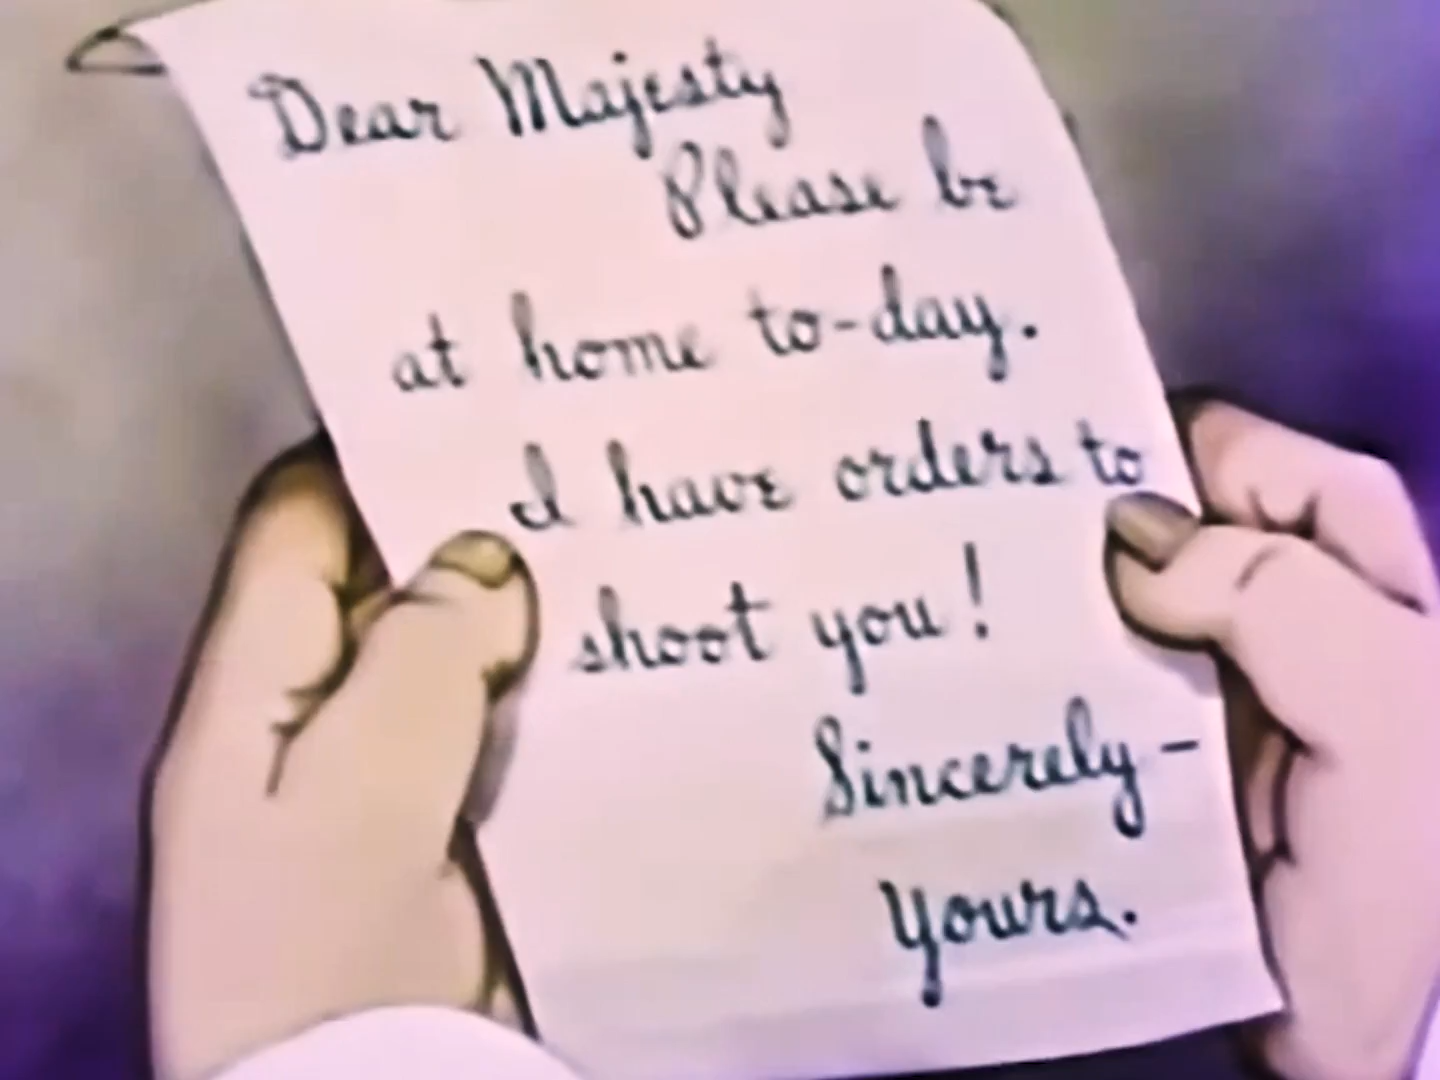 Dear Majesty
Please be
at home to-day.
I have orders to
shoot you!
Sincerely -
Yours.